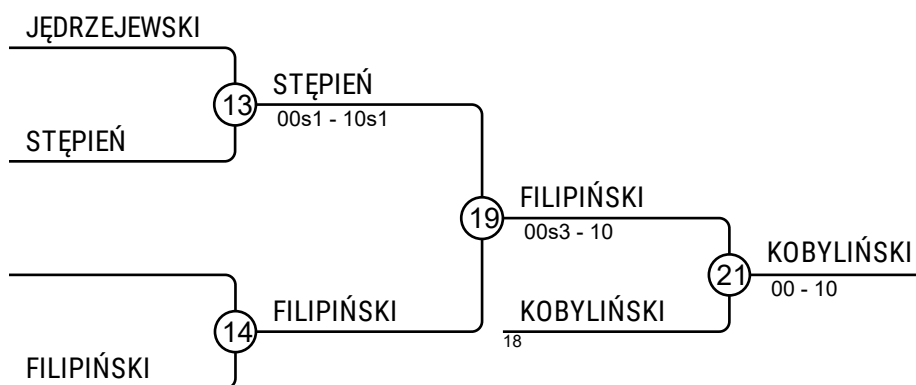 JĘDRZEJEWSKI
13
STĘPIEŃ
00s1 - 10s1
STĘPIEŃ
19
FILIPIŃSKI
00s3 - 10
21
KOBYLIŃSKI
00 - 10
14
FILIPIŃSKI
KOBYLIŃSKI
18
FILIPIŃSKI